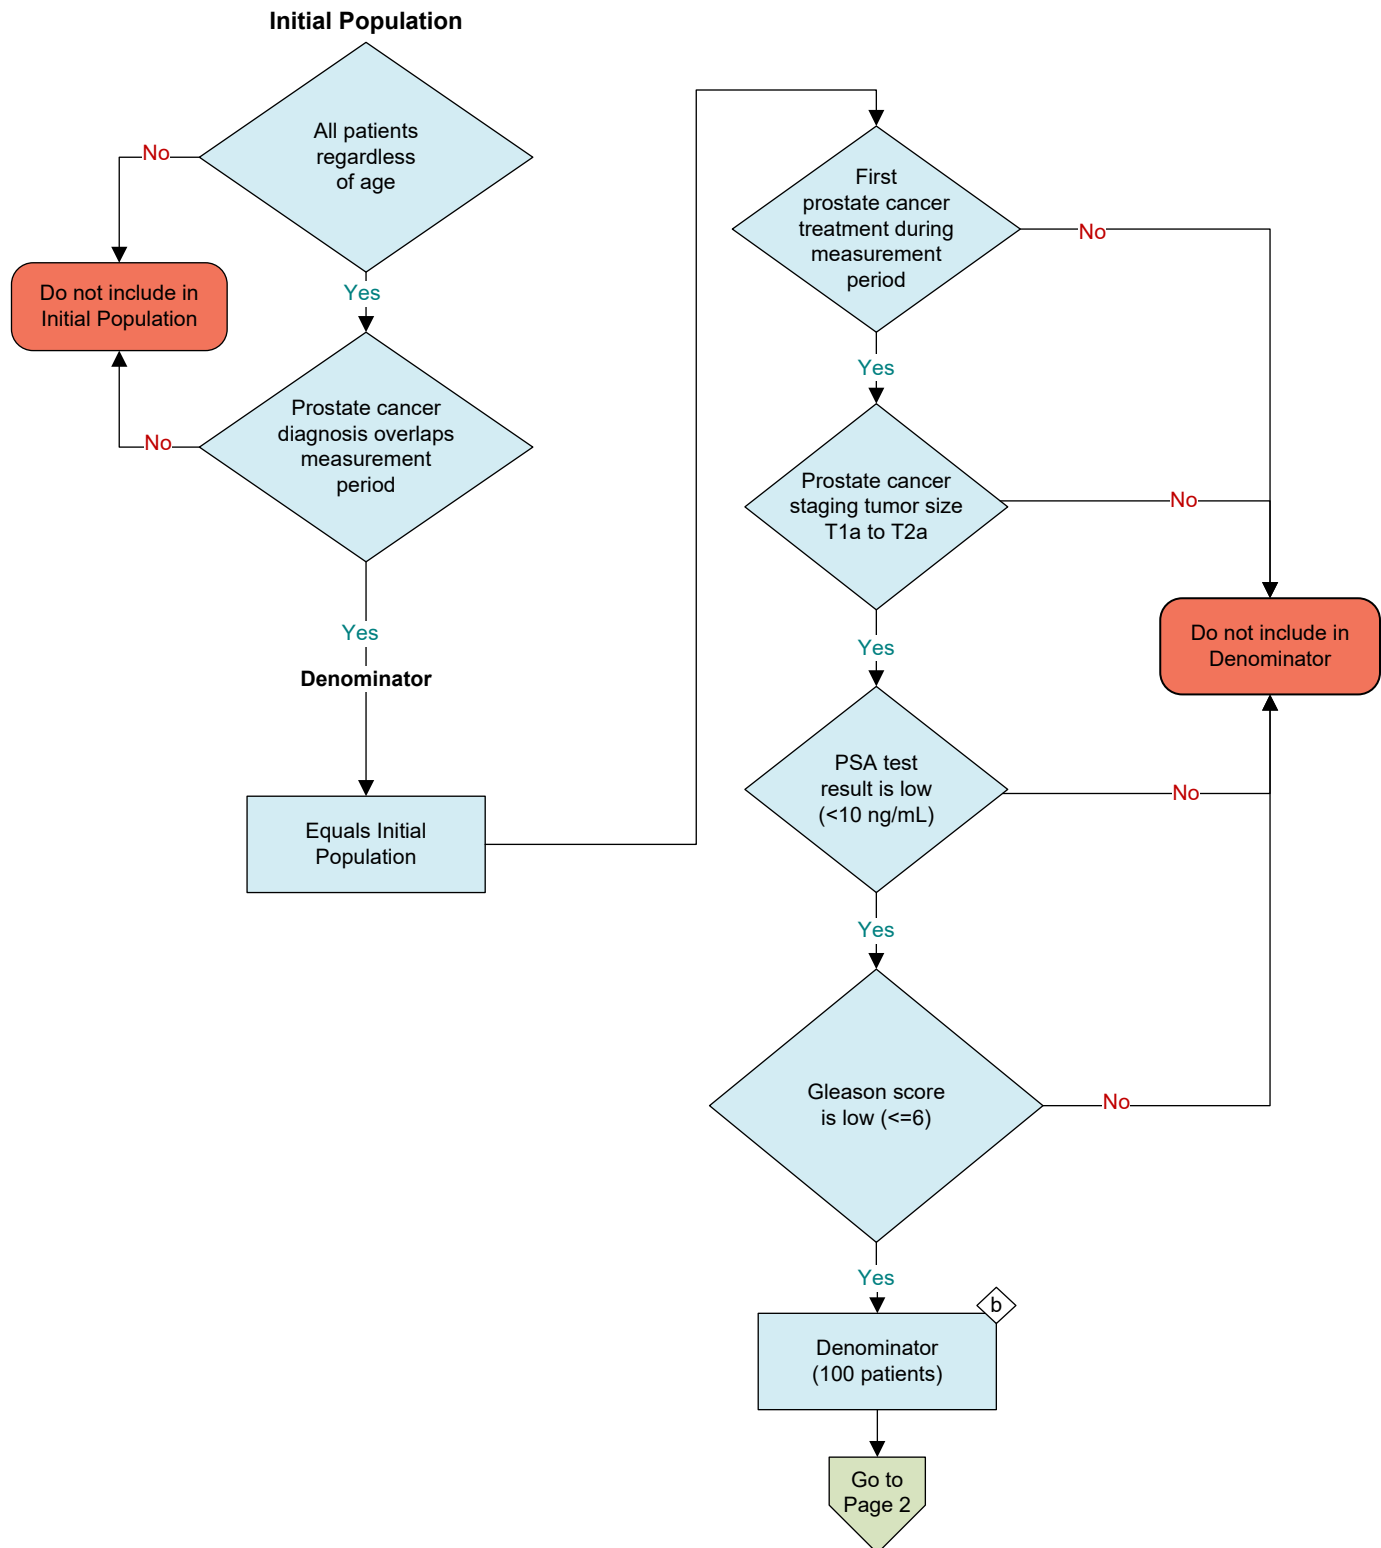 Initial Population
All patients
regardless
of age
No
Do not include in
Initial Population
Yes
Prostate cancer
diagnosis overlaps
measurement
period
No
Yes
Denominator
Equals Initial
Population
First
prostate cancer
treatment during
measurement
period
No
Yes
Prostate cancer
staging tumor size
T1a to T2a
No
Do not include in
Denominator
Yes
PSA test
result is low
(<10 ng/mL)
No
Yes
Gleason score
is low (<=6)
No
Yes
b
Denominator
(100 patients)
Go to
Page 2